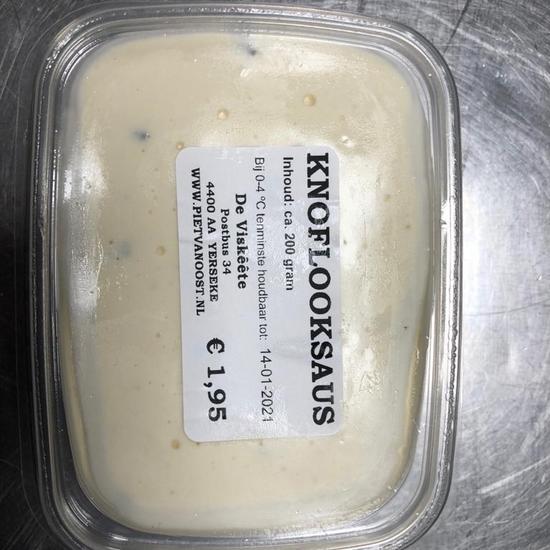 KNOFLOOKSAUS
Inhoud: ca. 200 gram
Bij 0-4 °C tenminste houdbaar tot: 14-01-2021
De Viskêête
Postbus 34
4400 AA YERSEKE
WWW.PIETVANOOST.NL
€ 1,95